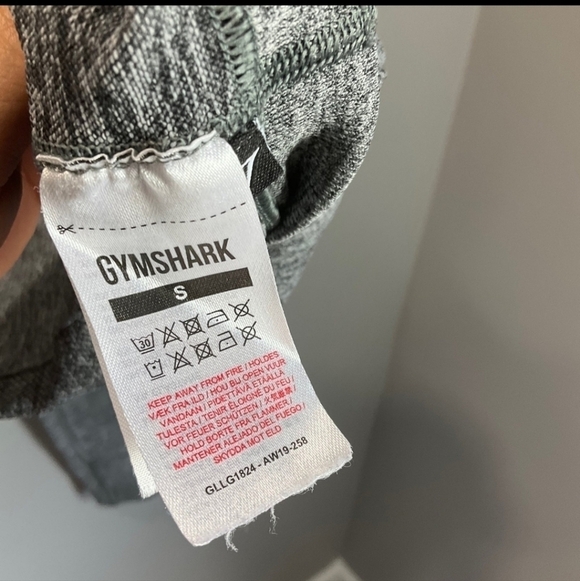 GYMSHARK
S
30
KEEP AWAY FROM FIRE / HOLDES
VÆK FRA ILD / HOU BIJ OPEN VUUR
VANDAAN / PIDETTÄVÄ ETÄÄLLÄ
TULESTA / TENIR ÉLOIGNÉ DU FEU /
VOR FEUER SCHÜTZEN / 火気厳禁 /
HOLD BORTE FRA FLAMMER /
MANTENER ALEJADO DEL FUEGO /
SKYDDA MOT ELD
GLLG1824 - AW19-258